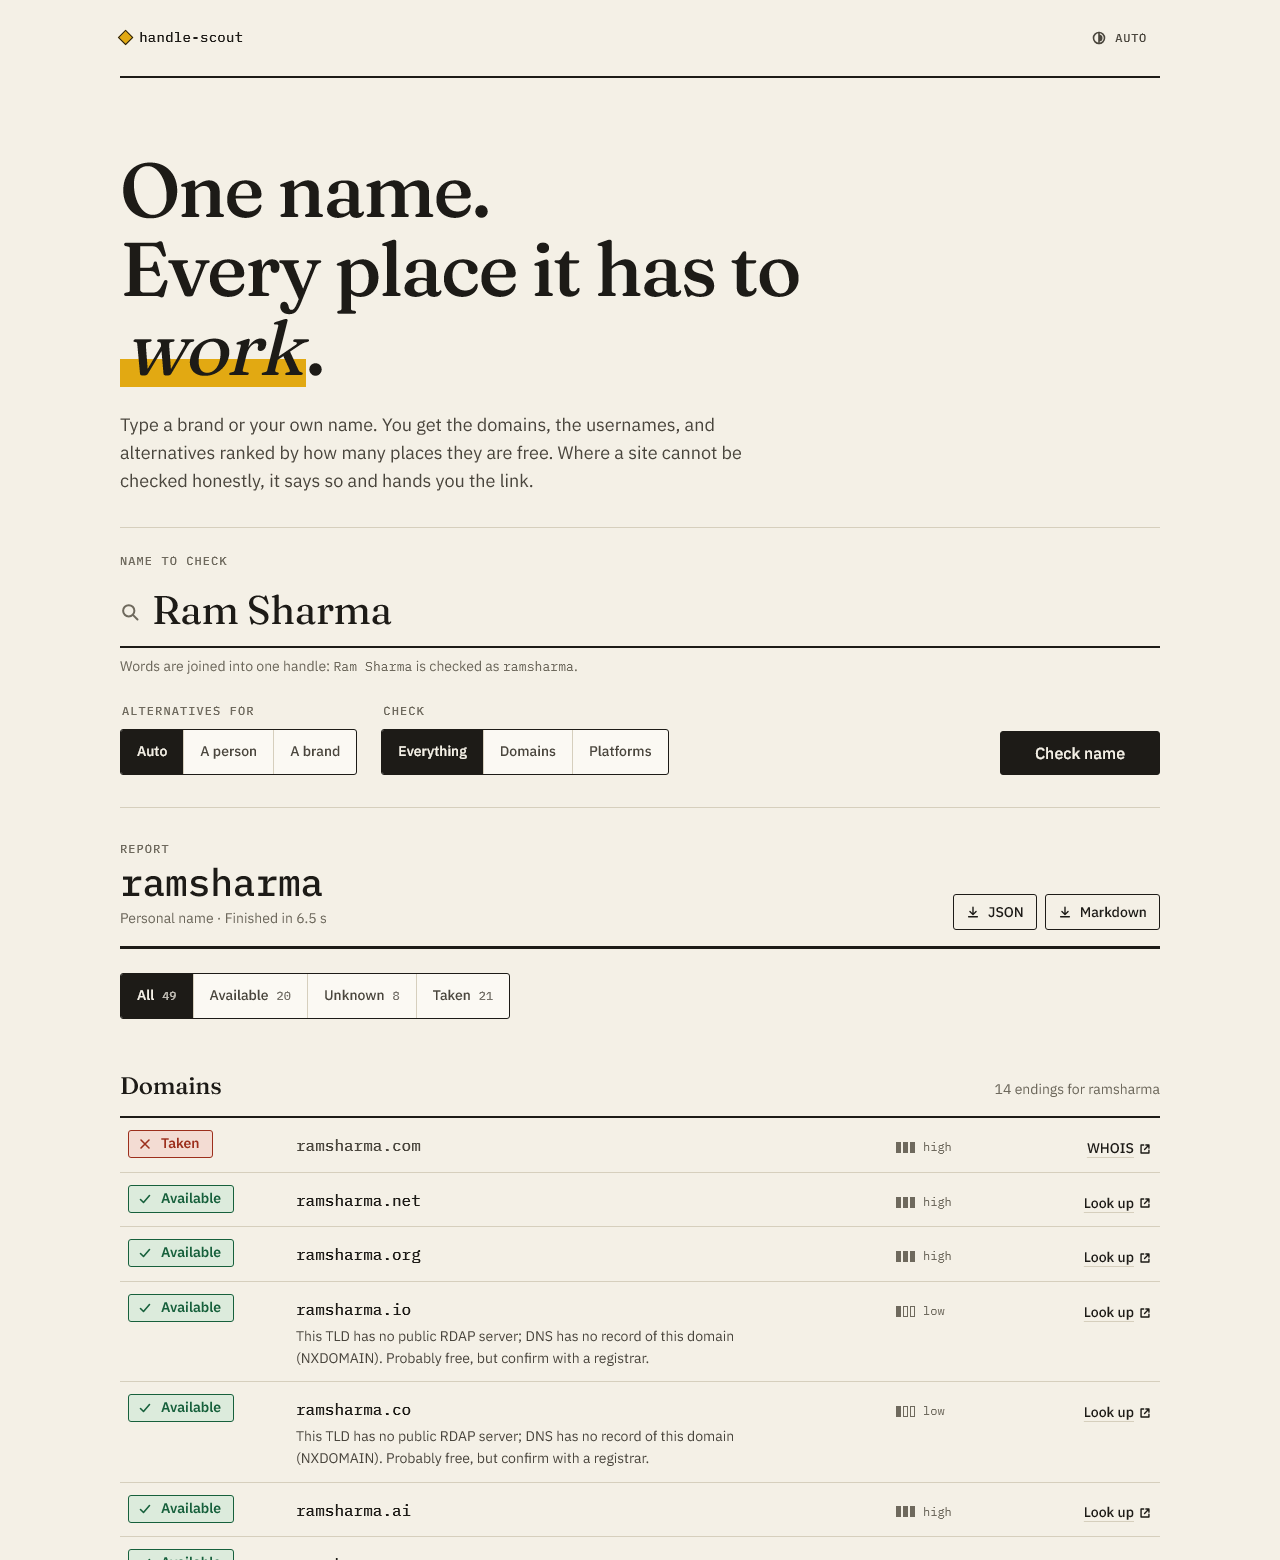 handle-scout
AUTO
One name.
Every place it has to
work.
Type a brand or your own name. You get the domains, the usernames, and
alternatives ranked by how many places they are free. Where a site cannot be
checked honestly, it says so and hands you the link.
NAME TO CHECK
Ram Sharma
Words are joined into one handle: Ram Sharma is checked as ramsharma.
ALTERNATIVES FOR CHECK
Auto A person A brand Everything Domains Platforms Check name
REPORT
ramsharma
Personal name · Finished in 6.5 s
JSON Markdown
All 49 Available 20 Unknown 8 Taken 21
Domains 14 endings for ramsharma
Taken ramsharma.com high WHOIS
Available ramsharma.net high Look up
Available ramsharma.org high Look up
Available ramsharma.io low Look up
This TLD has no public RDAP server; DNS has no record of this domain
(NXDOMAIN). Probably free, but confirm with a registrar.
Available ramsharma.co low Look up
This TLD has no public RDAP server; DNS has no record of this domain
(NXDOMAIN). Probably free, but confirm with a registrar.
Available ramsharma.ai high Look up